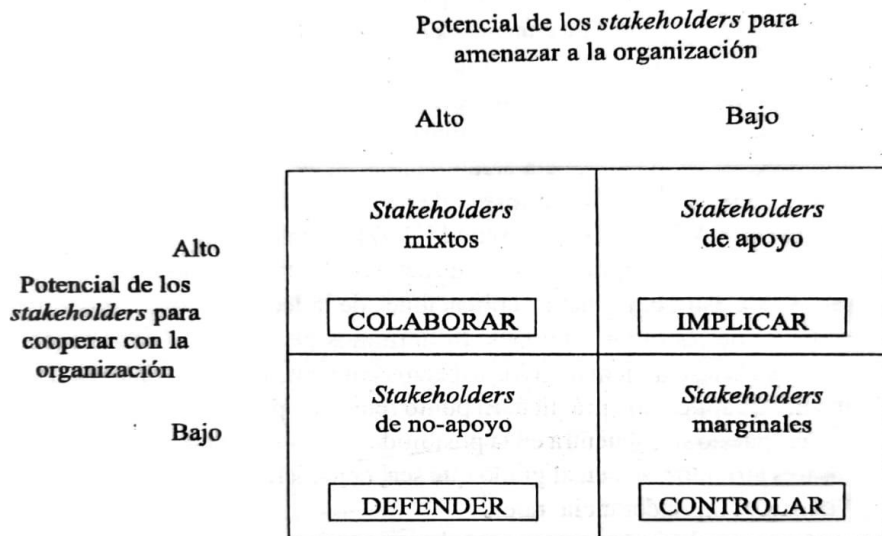 Potencial de los stakeholders para
amenazar a la organización
Alto
Bajo
Stakeholders
mixtos
Stakeholders
de apoyo
Alto
Potencial de los
stakeholders para
cooperar con la
organización
COLABORAR
IMPLICAR
Stakeholders
de no-apoyo
Stakeholders
marginales
Bajo
DEFENDER
CONTROLAR